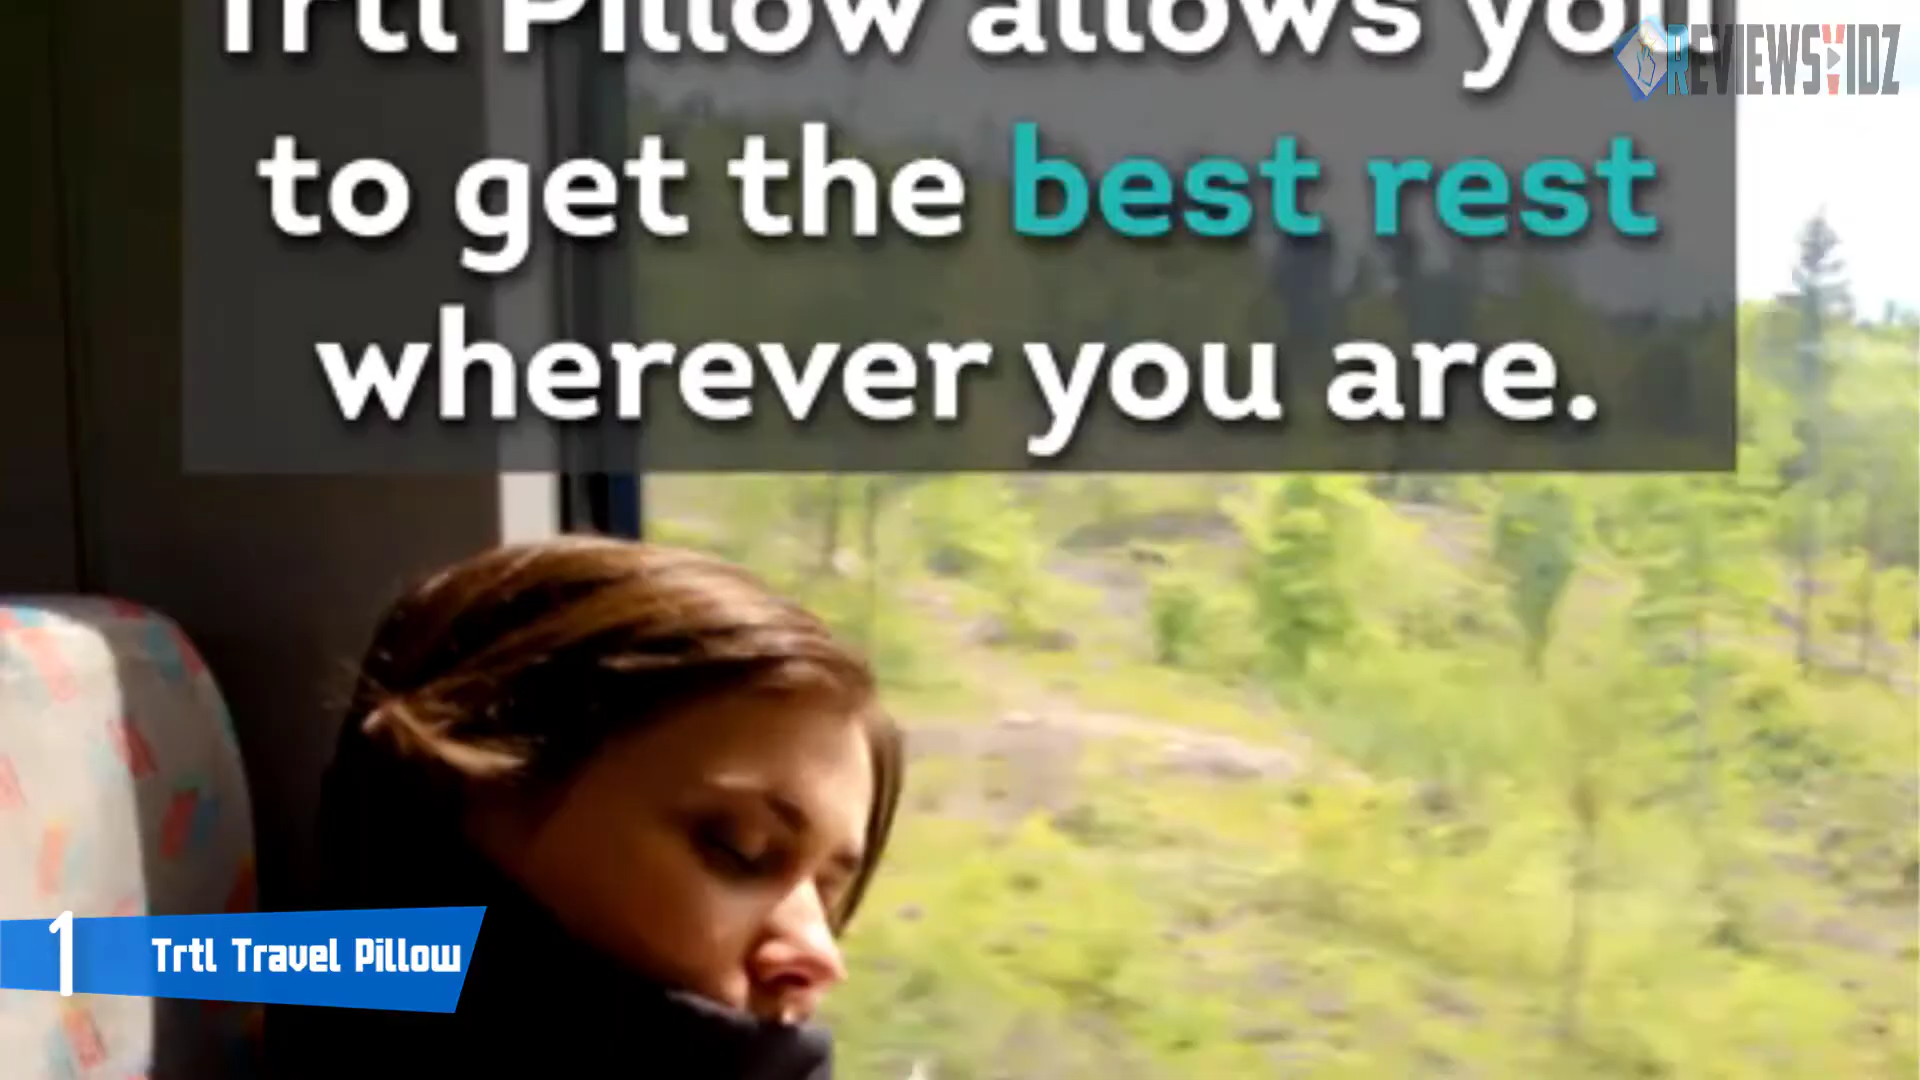 Trtl Pillow allows you
REVIEWSVIDZ
to get the best rest
wherever you are.
1 Trtl Travel Pillow